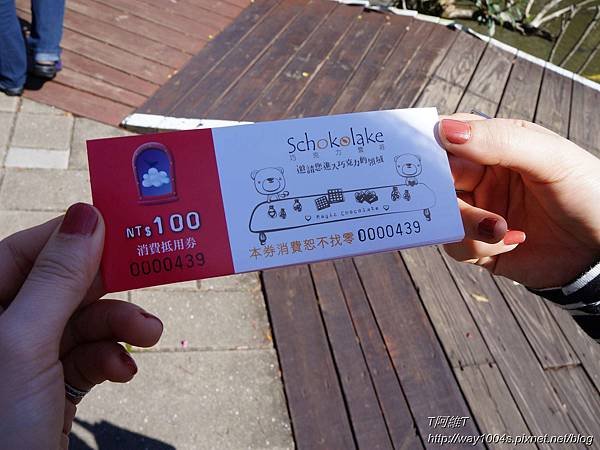 NT$100
消費抵用券
0000439
Schokolake
巧克力雲莊
邀請您進入巧克力的領域
Magic Chocolate
本券消費恕不找零 0000439
T阿維T
http://way1004s.pixnet.net/blog